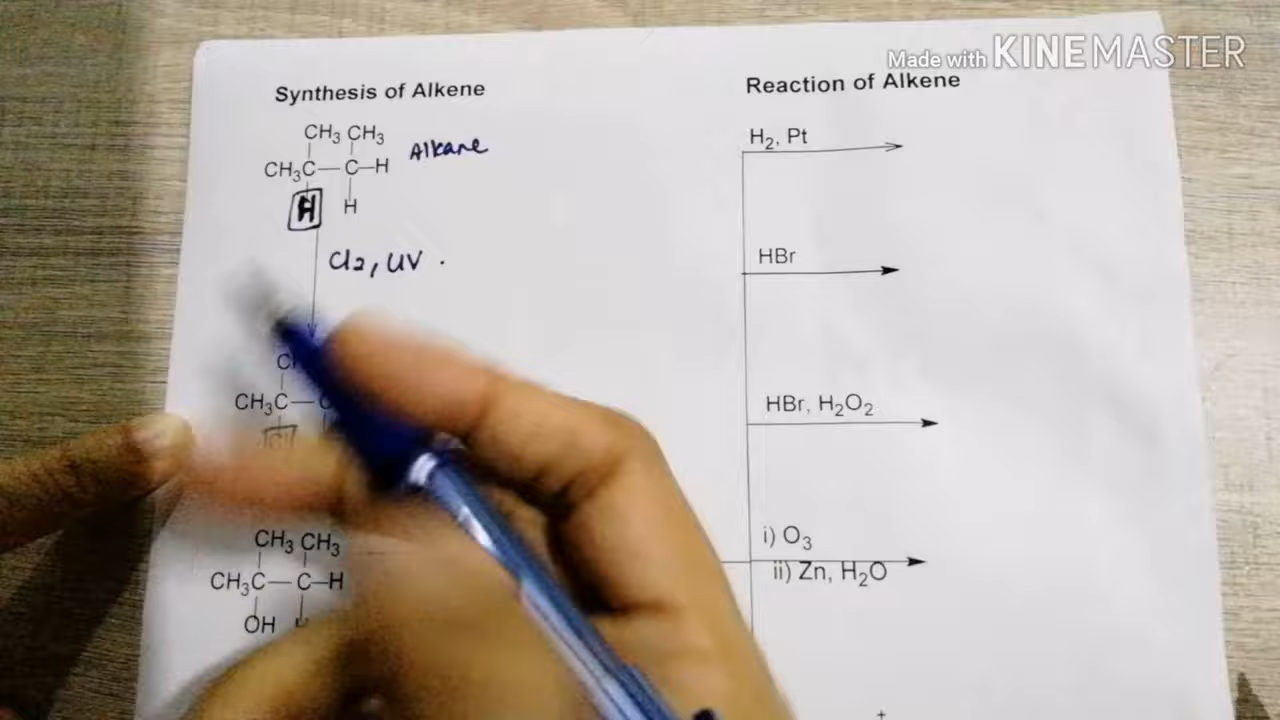 Made with KINEMASTER
Synthesis of Alkene
CH3 CH3
CH3C—C—H
H H
Alkane
Cl2, UV.
CH3C—
CH3 CH3
CH3C—C—H
OH
Reaction of Alkene
H2, Pt
HBr
HBr, H2O2
i) O3
ii) Zn, H2O
+